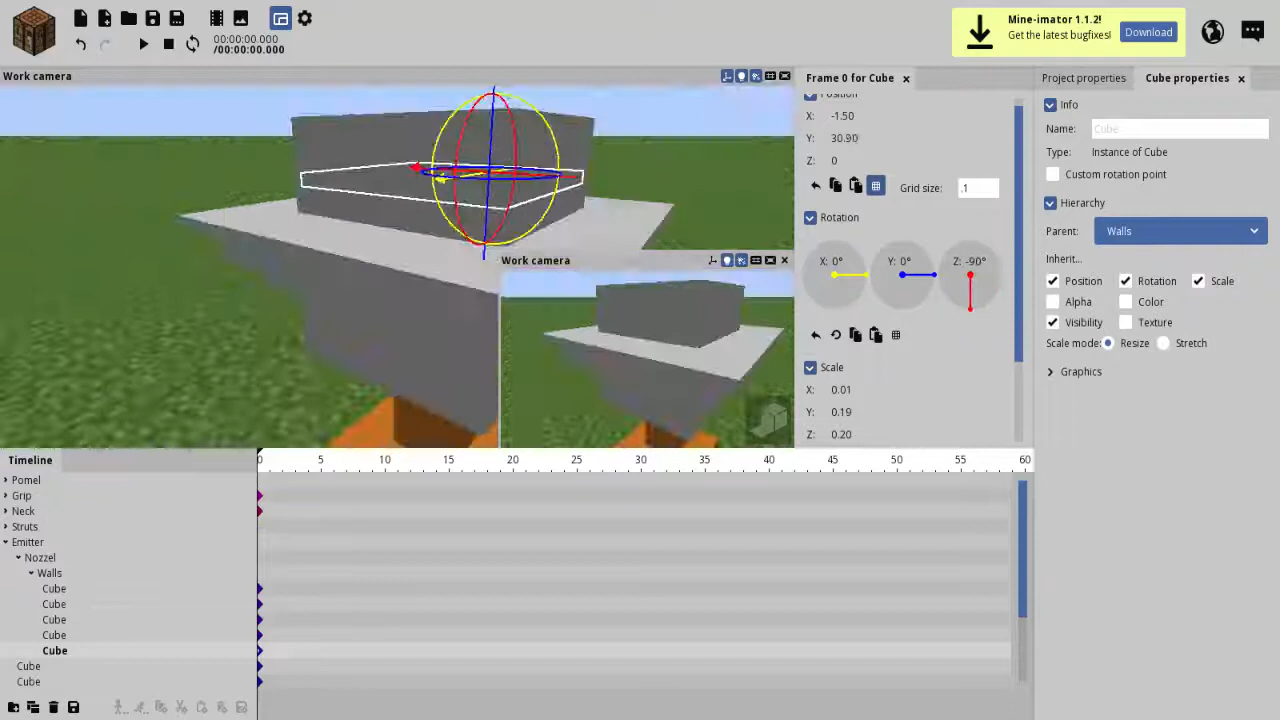 00:00:00.000
/00:00:00.000
Mine-imator 1.1.2!
Get the latest bugfixes!
Download
Work camera
Work camera
Frame 0 for Cube
Position
X: -1.50
Y: 30.90
Z: 0
Grid size: .1
Rotation
X: 0° Y: 0° Z: -90°
Scale
X: 0.01
Y: 0.19
Z: 0.20
Project properties Cube properties
Info
Name: Cube
Type: Instance of Cube
Custom rotation point
Hierarchy
Parent: Walls
Inherit...
Position Rotation Scale
Alpha Color
Visibility Texture
Scale mode: Resize Stretch
Graphics
Timeline
0 5 10 15 20 25 30 35 40 45 50 55 60
Pomel
Grip
Neck
Struts
Emitter
Nozzel
Walls
Cube
Cube
Cube
Cube
Cube
Cube
Cube